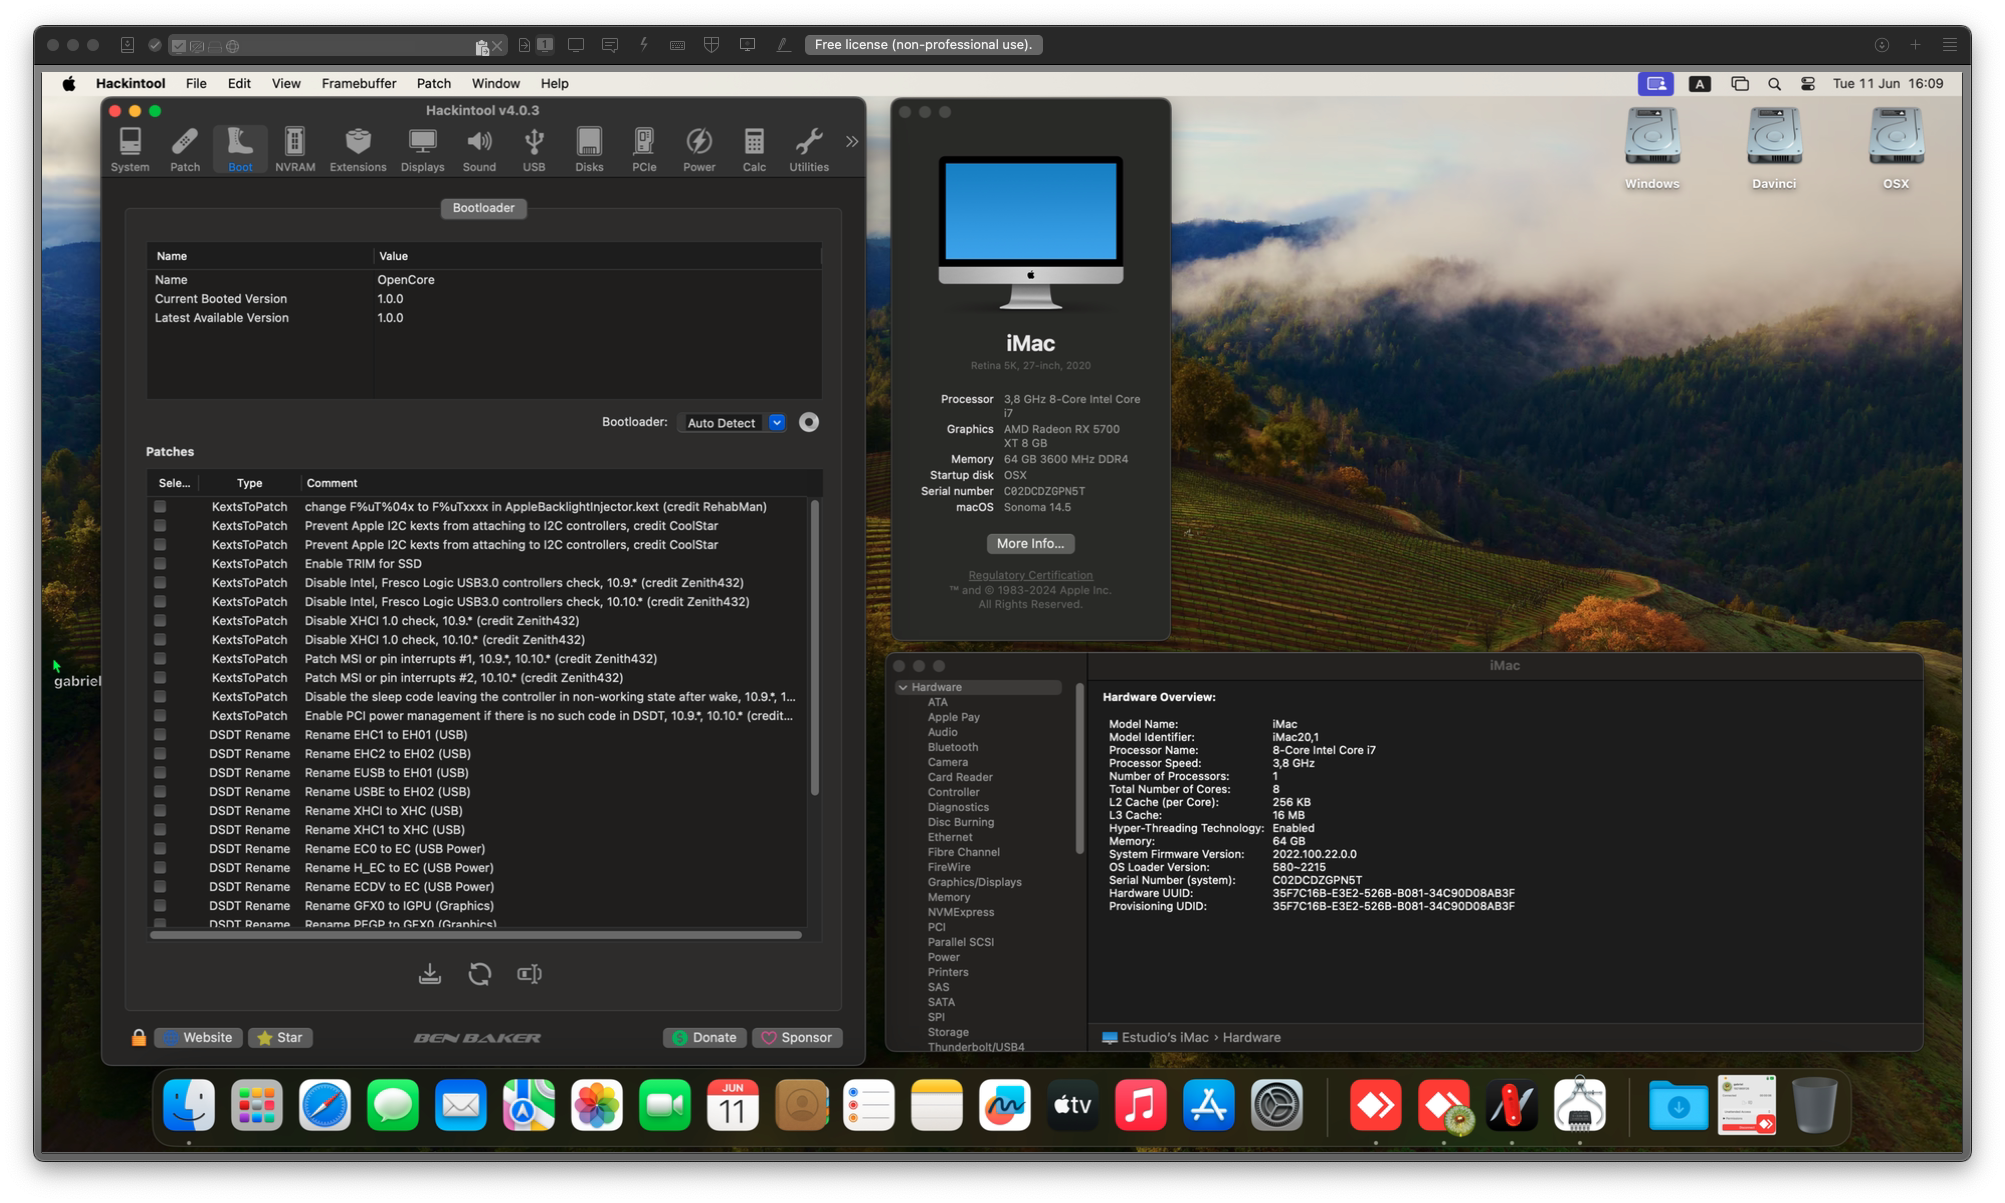 1
Free license (non-professional use).
Hackintool File Edit View Framebuffer Patch Window Help
A
Tue 11 Jun 16:09
Hackintool v4.0.3
System Patch Boot NVRAM Extensions Displays Sound USB Disks PCIe Power Calc Utilities
Bootloader
Name Value
Name OpenCore
Current Booted Version 1.0.0
Latest Available Version 1.0.0
Bootloader: Auto Detect
Patches
Sele... Type Comment
KextsToPatch change F%uT%04x to F%uTxxxx in AppleBacklightInjector.kext (credit RehabMan)
KextsToPatch Prevent Apple I2C kexts from attaching to I2C controllers, credit CoolStar
KextsToPatch Prevent Apple I2C kexts from attaching to I2C controllers, credit CoolStar
KextsToPatch Enable TRIM for SSD
KextsToPatch Disable Intel, Fresco Logic USB3.0 controllers check, 10.9.* (credit Zenith432)
KextsToPatch Disable Intel, Fresco Logic USB3.0 controllers check, 10.10.* (credit Zenith432)
KextsToPatch Disable XHCI 1.0 check, 10.9.* (credit Zenith432)
KextsToPatch Disable XHCI 1.0 check, 10.10.* (credit Zenith432)
KextsToPatch Patch MSI or pin interrupts #1, 10.9.*, 10.10.* (credit Zenith432)
KextsToPatch Patch MSI or pin interrupts #2, 10.10.* (credit Zenith432)
KextsToPatch Disable the sleep code leaving the controller in non-working state after wake, 10.9.*, 1...
KextsToPatch Enable PCI power management if there is no such code in DSDT, 10.9.*, 10.10.* (credit...
DSDT Rename Rename EHC1 to EH01 (USB)
DSDT Rename Rename EHC2 to EH02 (USB)
DSDT Rename Rename EUSB to EH01 (USB)
DSDT Rename Rename USBE to EH02 (USB)
DSDT Rename Rename XHCI to XHC (USB)
DSDT Rename Rename XHC1 to XHC (USB)
DSDT Rename Rename EC0 to EC (USB Power)
DSDT Rename Rename H_EC to EC (USB Power)
DSDT Rename Rename ECDV to EC (USB Power)
DSDT Rename Rename GFX0 to IGPU (Graphics)
DSDT Rename Rename PEGP to GFX0 (Graphics)
Website Star BEN BAKER Donate Sponsor
gabriel
iMac
Retina 5K, 27-inch, 2020
Processor 3,8 GHz 8-Core Intel Core
i7
Graphics AMD Radeon RX 5700
XT 8 GB
Memory 64 GB 3600 MHz DDR4
Startup disk OSX
Serial number C02DCDZGPN5T
macOS Sonoma 14.5
More Info...
Regulatory Certification
™ and © 1983-2024 Apple Inc.
All Rights Reserved.
Windows Davinci OSX
iMac
Hardware
ATA
Apple Pay
Audio
Bluetooth
Camera
Card Reader
Controller
Diagnostics
Disc Burning
Ethernet
Fibre Channel
FireWire
Graphics/Displays
Memory
NVMExpress
PCI
Parallel SCSI
Power
Printers
SAS
SATA
SPI
Storage
Thunderbolt/USB4
Hardware Overview:
Model Name: iMac
Model Identifier: iMac20,1
Processor Name: 8-Core Intel Core i7
Processor Speed: 3,8 GHz
Number of Processors: 1
Total Number of Cores: 8
L2 Cache (per Core): 256 KB
L3 Cache: 16 MB
Hyper-Threading Technology: Enabled
Memory: 64 GB
System Firmware Version: 2022.100.22.0.0
OS Loader Version: 580~2215
Serial Number (system): C02DCDZGPN5T
Hardware UUID: 35F7C16B-E3E2-526B-B081-34C90D08AB3F
Provisioning UDID: 35F7C16B-E3E2-526B-B081-34C90D08AB3F
Estudio's iMac › Hardware
JUN
11
tv